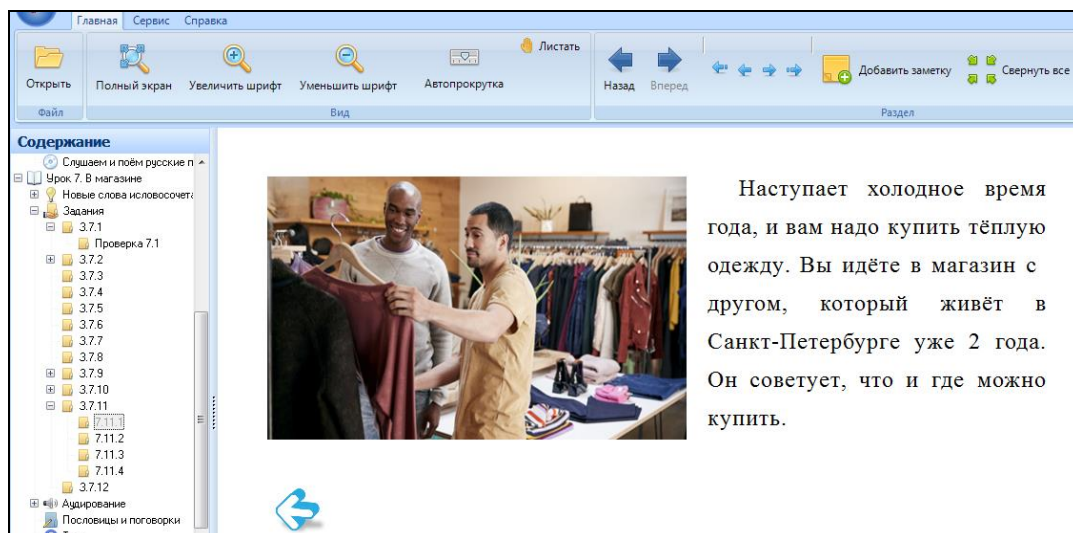 Главная Сервис Справка
Открыть
Полный экран
Увеличить шрифт
Уменьшить шрифт
Автопрокрутка
Листать
Назад
Вперед
Добавить заметку
Свернуть все
Файл
Вид
Раздел
Содержание
Слушаем и поём русские п
Урок 7. В магазине
Новые слова исловосочета
Задания
3.7.1
Проверка 7.1
3.7.2
3.7.3
3.7.4
3.7.5
3.7.6
3.7.7
3.7.8
3.7.9
3.7.10
3.7.11
7.11.1
7.11.2
7.11.3
7.11.4
3.7.12
Аудирование
Пословицы и поговорки
Наступает холодное время
года, и вам надо купить тёплую
одежду. Вы идёте в магазин с
другом, который живёт в
Санкт-Петербурге уже 2 года.
Он советует, что и где можно
купить.